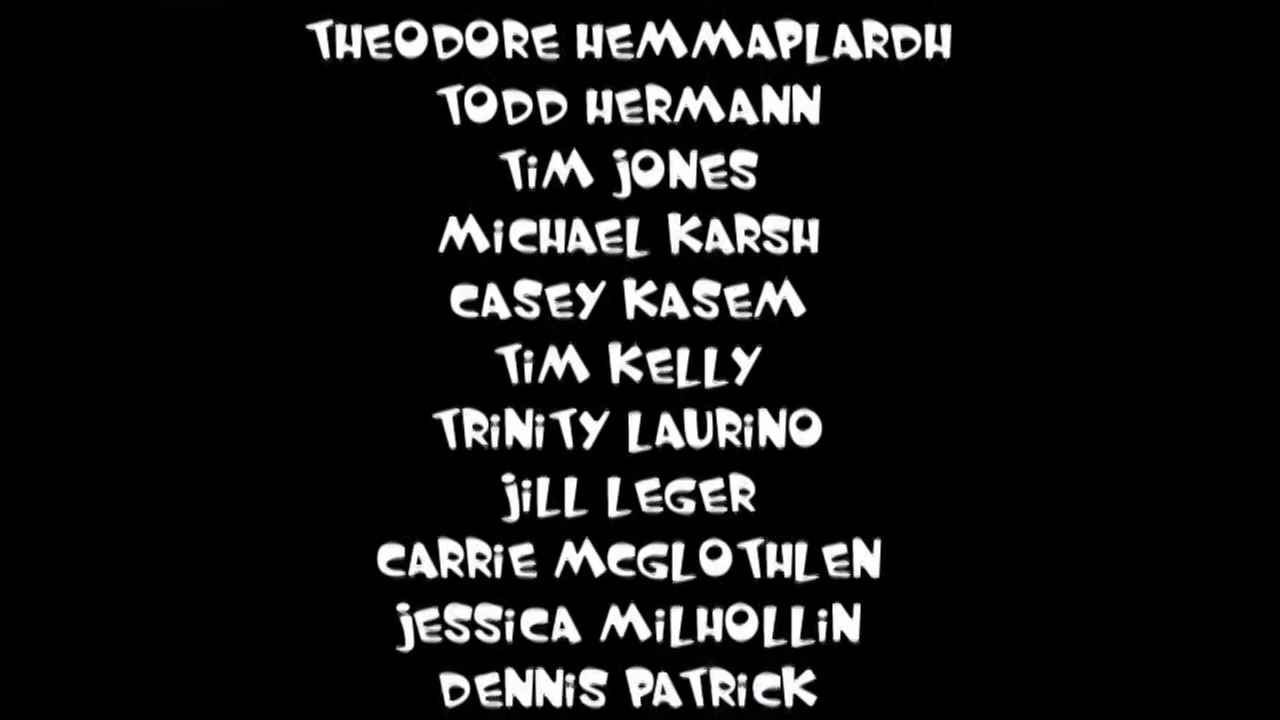 THEODORE HEMMAPLARDH
TODD HERMANN
TiM jONES
MiCHAEL KARSH
CASEY KASEM
TiM KELLY
TRiNiTY LAURiNO
jiLL LEGER
CARRiE MCGLOTHLEN
jESSiCA MiLHOLLiN
DENNiS PATRiCK